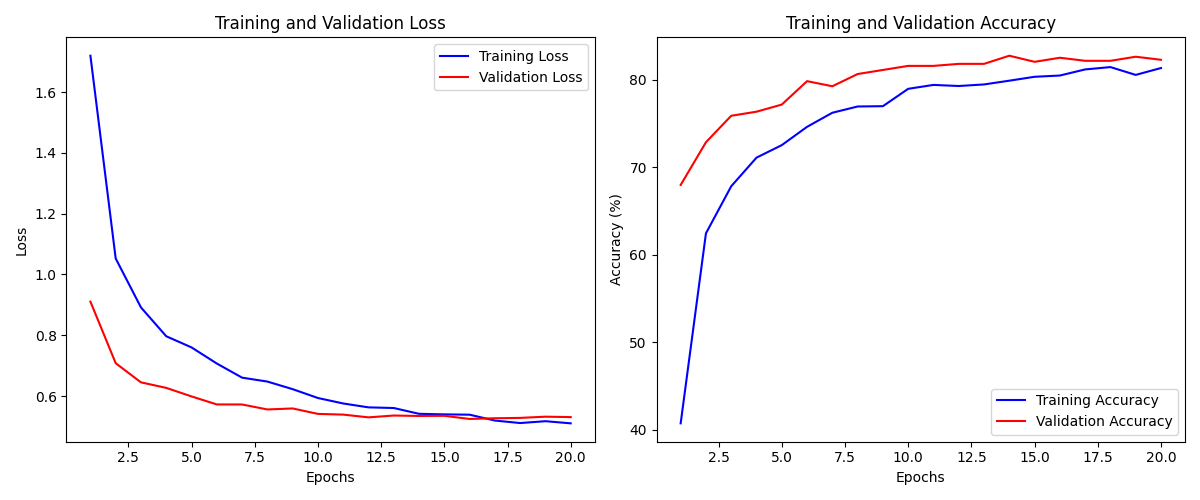 Training and Validation Loss
Training Loss
Validation Loss
1.6
1.4
1.2
1.0
0.8
0.6
Loss
2.5 5.0 7.5 10.0 12.5 15.0 17.5 20.0
Epochs
Training and Validation Accuracy
80
70
60
50
40
Accuracy (%)
Training Accuracy
Validation Accuracy
2.5 5.0 7.5 10.0 12.5 15.0 17.5 20.0
Epochs